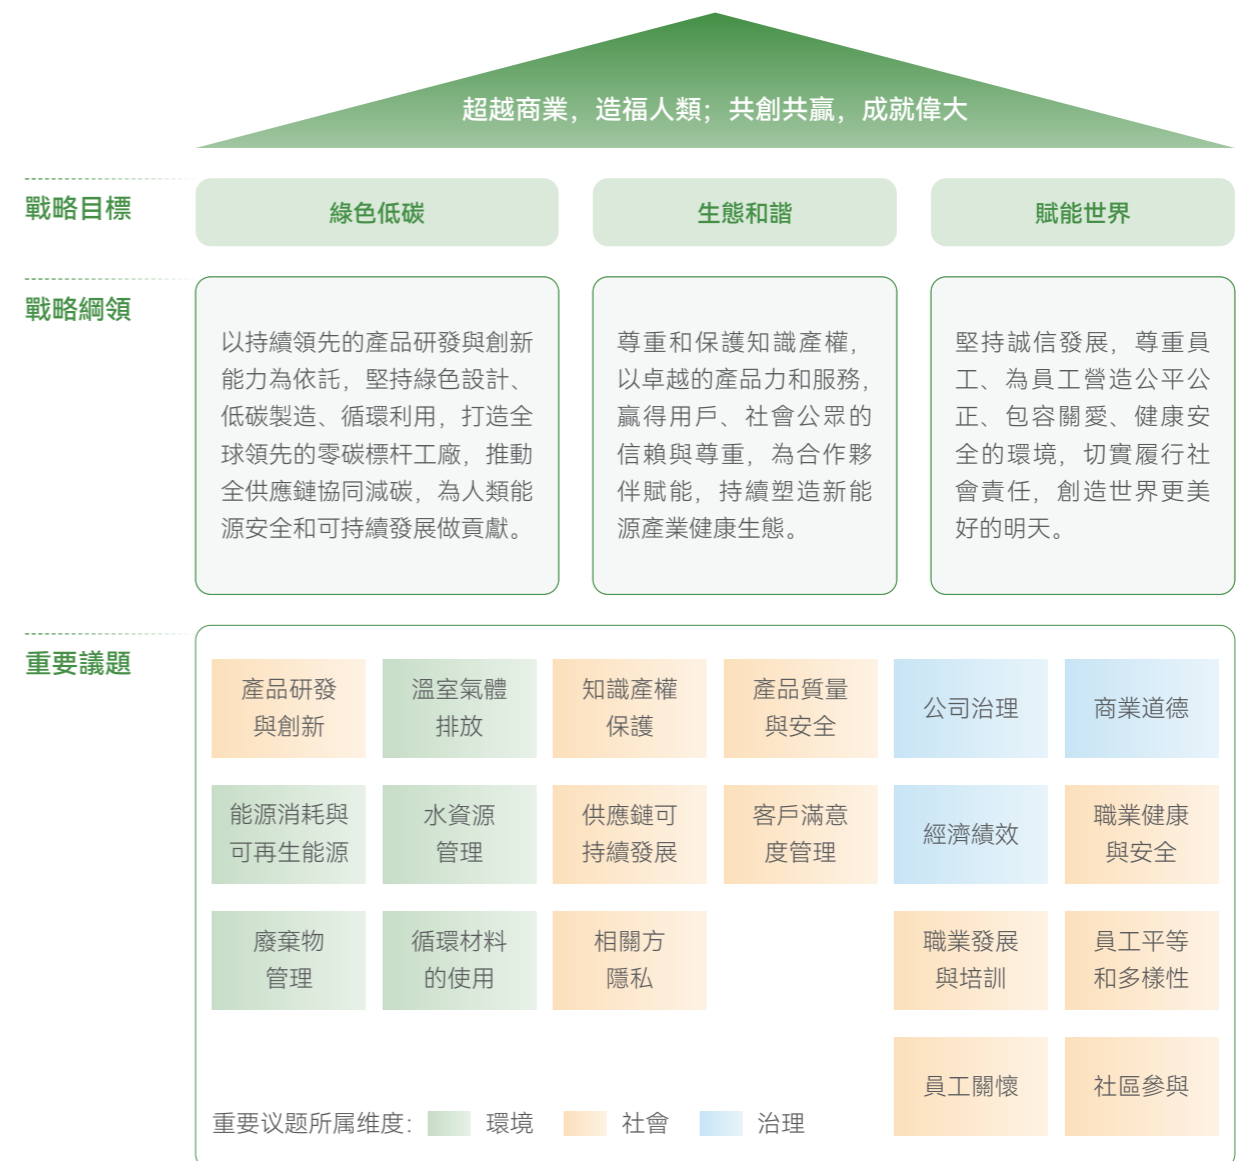 超越商業，造福人類；共創共贏，成就偉大
戰略目標
綠色低碳
生態和諧
賦能世界
戰略綱領
以持續領先的產品研發與創新
能力為依託，堅持綠色設計、
低碳製造、循環利用，打造全
球領先的零碳標杆工廠，推動
全供應鏈協同減碳，為人類能
源安全和可持續發展做貢獻。
尊重和保護知識產權，
以卓越的產品力和服務，
贏得用戶、社會公眾的
信賴與尊重，為合作夥
伴賦能，持續塑造新能
源產業健康生態。
堅持誠信發展，尊重員
工、為員工營造公平公
正、包容關愛、健康安
全的環境，切實履行社
會責任，創造世界更美
好的明天。
重要議題
產品研發
與創新
溫室氣體
排放
知識產權
保護
產品質量
與安全
公司治理
商業道德
能源消耗與
可再生能源
水資源
管理
供應鏈可
持續發展
客戶滿意
度管理
經濟績效
職業健康
與安全
廢棄物
管理
循環材料
的使用
相關方
隱私
職業發展
與培訓
員工平等
和多樣性
員工關懷
社區參與
重要议题所属维度：
環境
社會
治理